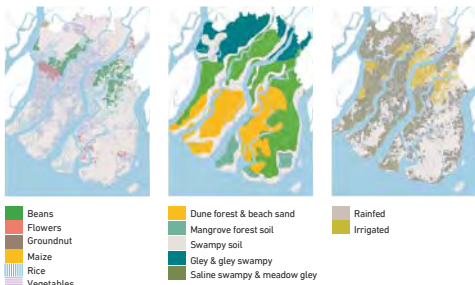 Beans
Flowers
Groundnut
Maize
Rice
Vegetables
Dune forest & beach sand
Mangrove forest soil
Swampy soil
Gley & gley swampy
Saline swampy & meadow gley
Rainfed
Irrigated